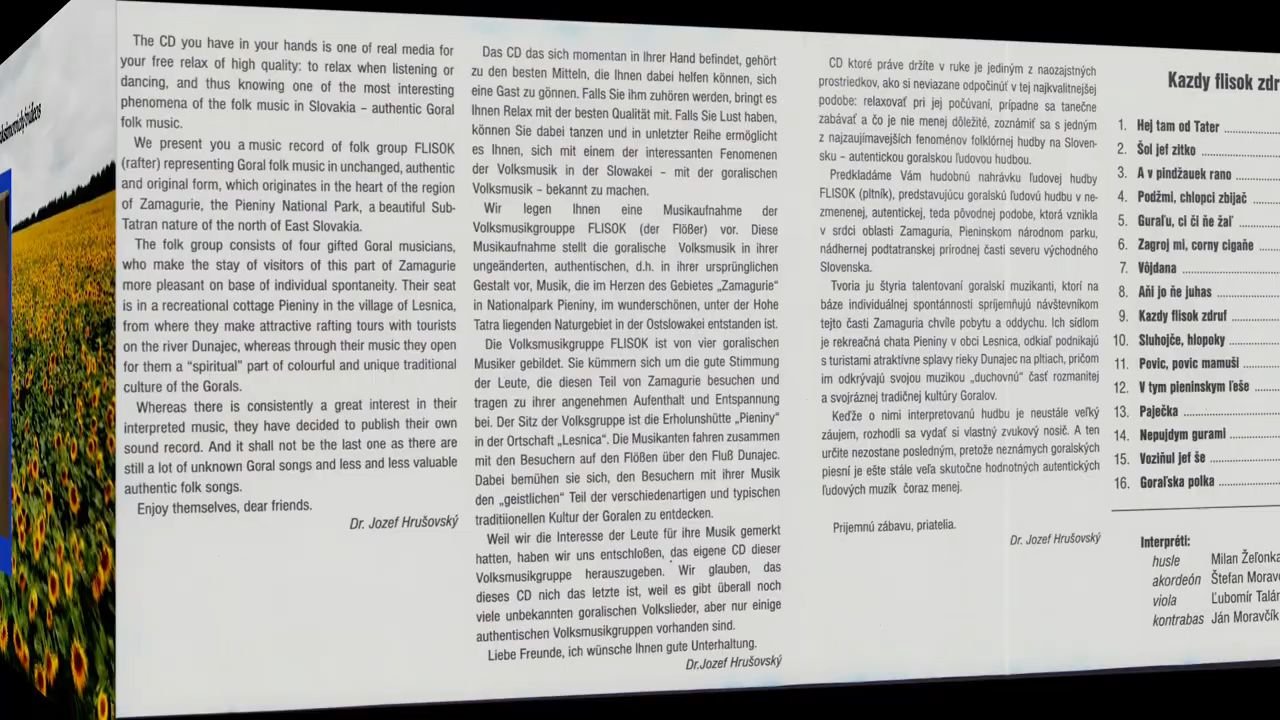 The CD you have in your hands is one of real media for
your free relax of high quality: to relax when listening or
dancing, and thus knowing one of the most interesting
phenomena of the folk music in Slovakia – authentic Goral
folk music.
We present you a music record of folk group FLISOK
(rafter) representing Goral folk music in unchanged, authentic
and original form, which originates in the heart of the region
of Zamagurie, the Pieniny National Park, a beautiful Sub-
Tatran nature of the north of East Slovakia.
The folk group consists of four gifted Goral musicians,
who make the stay of visitors of this part of Zamagurie
more pleasant on base of individual spontaneity. Their seat
is in a recreational cottage Pieniny in the village of Lesnica,
from where they make attractive rafting tours with tourists
on the river Dunajec, whereas through their music they open
for them a “spiritual” part of colourful and unique traditional
culture of the Gorals.
Whereas there is consistently a great interest in their
interpreted music, they have decided to publish their own
sound record. And it shall not be the last one as there are
still a lot of unknown Goral songs and less and less valuable
authentic folk songs.
Enjoy themselves, dear friends.
Dr. Jozef Hrušovský
Das CD das sich momentan in Ihrer Hand befindet, gehört
zu den besten Mitteln, die Ihnen dabei helfen können, sich
eine Gast zu gönnen. Falls Sie ihm zuhören werden, bringt es
Ihnen Relax mit der besten Qualität mit. Falls Sie Lust haben,
können Sie dabei tanzen und in unletzter Reihe ermöglicht
es Ihnen, sich mit einem der interessanten Fenomenen
der Volksmusik in der Slowakei - mit der goralischen
Volksmusik – bekannt zu machen.
Wir legen Ihnen eine Musikaufnahme der
Volksmusikgrouppe FLISOK (der Flößer) vor. Diese
Musikaufnahme stellt die goralische Volksmusik in ihrer
ungeänderten, authentischen, d.h. in ihrer ursprünglichen
Gestalt vor, Musik, die im Herzen des Gebietes „Zamagurie“
in Nationalpark Pieniny, im wunderschönen, unter der Hohe
Tatra liegenden Naturgebiet in der Ostslowakei entstanden ist.
Die Volksmusikgruppe FLISOK ist von vier goralischen
Musiker gebildet. Sie kümmern sich um die gute Stimmung
der Leute, die diesen Teil von Zamagurie besuchen und
tragen zu ihrer angenehmen Aufenthalt und Entspannung
bei. Der Sitz der Volksgruppe ist die Erholunshütte „Pieniny“
in der Ortschaft „Lesnica“. Die Musikanten fahren zusammen
mit den Besuchern auf den Flößen über den Fluß Dunajec.
Dabei bemühen sie sich, den Besuchern mit ihrer Musik
den „geistlichen“ Teil der verschiedenartigen und typischen
traditiionellen Kultur der Goralen zu entdecken.
Weil wir die Interesse der Leute für ihre Musik gemerkt
hatten, haben wir uns entschloßen, das eigene CD dieser
Volksmusikgruppe herauszugeben. Wir glauben, das
dieses CD nich das letzte ist, weil es gibt überall noch
viele unbekannten goralischen Volkslieder, aber nur einige
authentischen Volksmusikgruppen vorhanden sind.
Liebe Freunde, ich wünsche Ihnen gute Unterhaltung.
Dr.Jozef Hrušovský
CD ktoré práve držíte v ruke je jediným z naozajstných
prostriedkov, ako si neviazane odpočinúť v tej najkvalitnejšej
podobe: relaxovať pri jej počúvaní, prípadne sa tanečne
zabávať a čo je nie menej dôležité, zoznámiť sa s jedným
z najzaujímavejších fenoménov folklórnej hudby na Sloven-
sku – autentickou goralskou ľudovou hudbou.
Predkladáme Vám hudobnú nahrávku ľudovej hudby
FLISOK (pltník), predstavujúcu goralskú ľudovú hudbu v ne-
zmenenej, autentickej, teda pôvodnej podobe, ktorá vznikla
v srdci oblasti Zamaguria, Pieninskom národnom parku,
nádhernej podtatranskej prírodnej časti severu východného
Slovenska.
Tvoria ju štyria talentovaní goralskí muzikanti, ktorí na
báze individuálnej spontánnosti spríjemňujú návštevníkom
tejto časti Zamaguria chvíle pobytu a oddychu. Ich sídlom
je rekreačná chata Pieniny v obci Lesnica, odkiaľ podnikajú
s turistami atraktívne splavy rieky Dunajec na pltiach, pričom
im odkrývajú svojou muzikou „duchovnú“ časť rozmanitej
a svojráznej tradičnej kultúry Goralov.
Keďže o nimi interpretovanú hudbu je neustále veľký
záujem, rozhodli sa vydať si vlastný zvukový nosič. A ten
určite nezostane posledným, pretože neznámych goralských
piesní je ešte stále veľa skutočne hodnotných autentických
ľudových muzík čoraz menej.
Prijemnú zábavu, priatelia.
Dr. Jozef Hrušovský
Kazdy flisok zdr
1. Hej tam od Tater
2. Šol jef zitko
3. A v pindžauek rano
4. Podžmi, chlopci zbijač
5. Guraľu, ci či ňe žaľ
6. Zagroj mi, corny cigaňe
7. Vôjdana
8. Aňi jo ňe juhas
9. Kazdy flisok zdruf
10. Sluhojče, hlopoky
11. Povic, povic mamuši
12. V tym pieninskym ľeše
13. Paječka
14. Nepujdym gurami
15. Voziňul jef še
16. Goraľska polka
Interpréti:
husle Milan Žeľonka
akordeón Štefan Morav
viola Ľubomír Talár
kontrabas Ján Moravčík